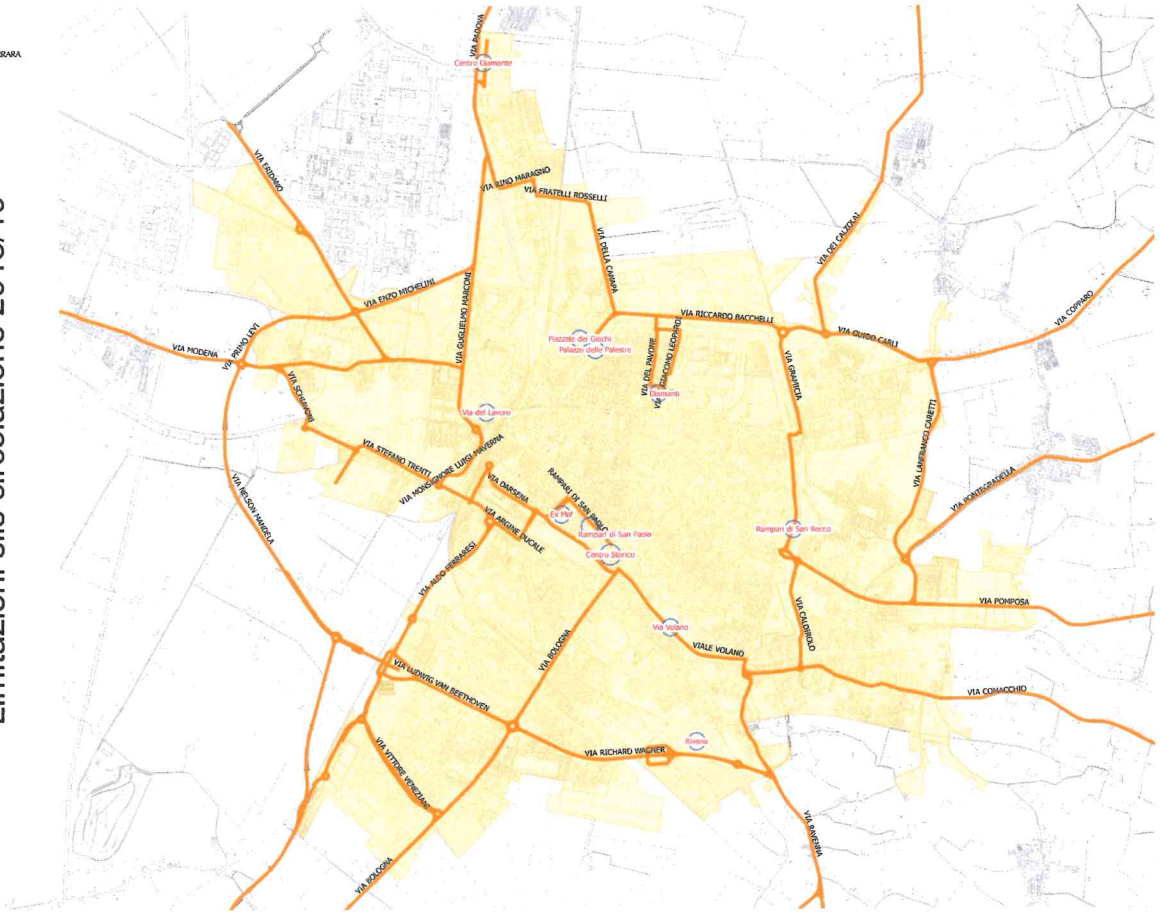 VIA PADOVA
Centro Diamante
VIA ERIDANO
VIA RINO MARAGNO
VIA FRATELLI ROSSELLI
VIA DELLA CANAPA
VIA DEI CALZOLAI
VIA ENZO MICHELINI
VIA GUGLIELMO MARCONI
VIA COPPARO
VIA RICCARDO BACCHELLI
VIA PRIMO LEVI
VIA MODENA
Piazzale dei Giochi
Palazzo delle Palestre
VIA GUIDO CARLI
VIA DEL PAVONE
VIA GIACOMO LEOPARDI
Diamanti
VIA GRAMICIA
VIA SCHIAVONI
Via del Lavoro
VIA LANFRANCO CARETTI
VIA STEFANO TRENTI
VIA MONSIGNORE LUIGI MAVERNA
VIA PONTEGRADELLA
VIA NELSON MANDELA
VIA DARSENA
RAMPARI DI SAN PAOLO
Ex Mof
VIA ARGINE DUCALE
Rampari di San Paolo
Rampari di San Rocco
Centro Storico
VIA ALDO FERRARESI
VIA POMPOSA
VIA CALDIROLO
Via Volano
VIALE VOLANO
VIA BOLOGNA
VIA LUDWIG VAN BEETHOVEN
VIA COMACCHIO
Rivana
VIA RICHARD WAGNER
VIA VITTORE VENEZIANI
VIA RAVENNA
VIA BOLOGNA